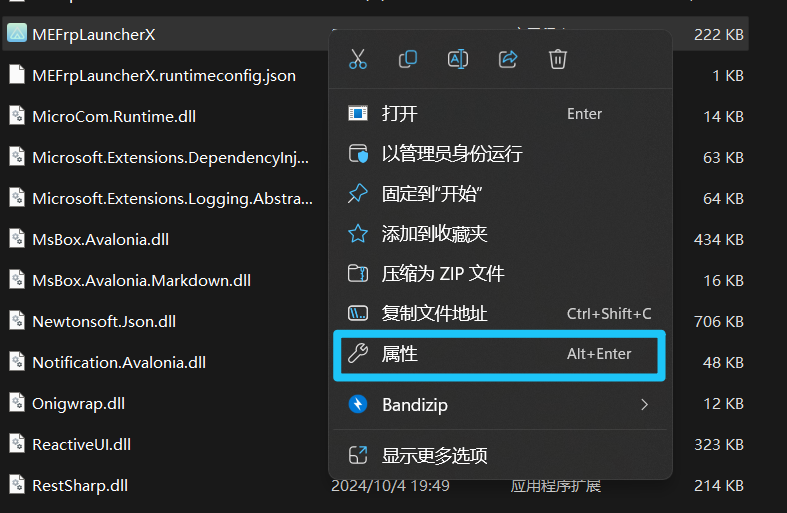 MEFrpLauncherX 222 KB
MEFrpLauncherX.runtimeconfig.json 1 KB
MicroCom.Runtime.dll 14 KB
Microsoft.Extensions.DependencyInj... 63 KB
Microsoft.Extensions.Logging.Abstra... 64 KB
MsBox.Avalonia.dll 434 KB
MsBox.Avalonia.Markdown.dll 16 KB
Newtonsoft.Json.dll 706 KB
Notification.Avalonia.dll 48 KB
Onigwrap.dll 12 KB
ReactiveUI.dll 323 KB
RestSharp.dll 2024/10/4 19:49 应用程序扩展 214 KB
打开 Enter
以管理员身份运行
固定到“开始”
添加到收藏夹
压缩为 ZIP 文件
复制文件地址 Ctrl+Shift+C
属性 Alt+Enter
Bandizip
显示更多选项